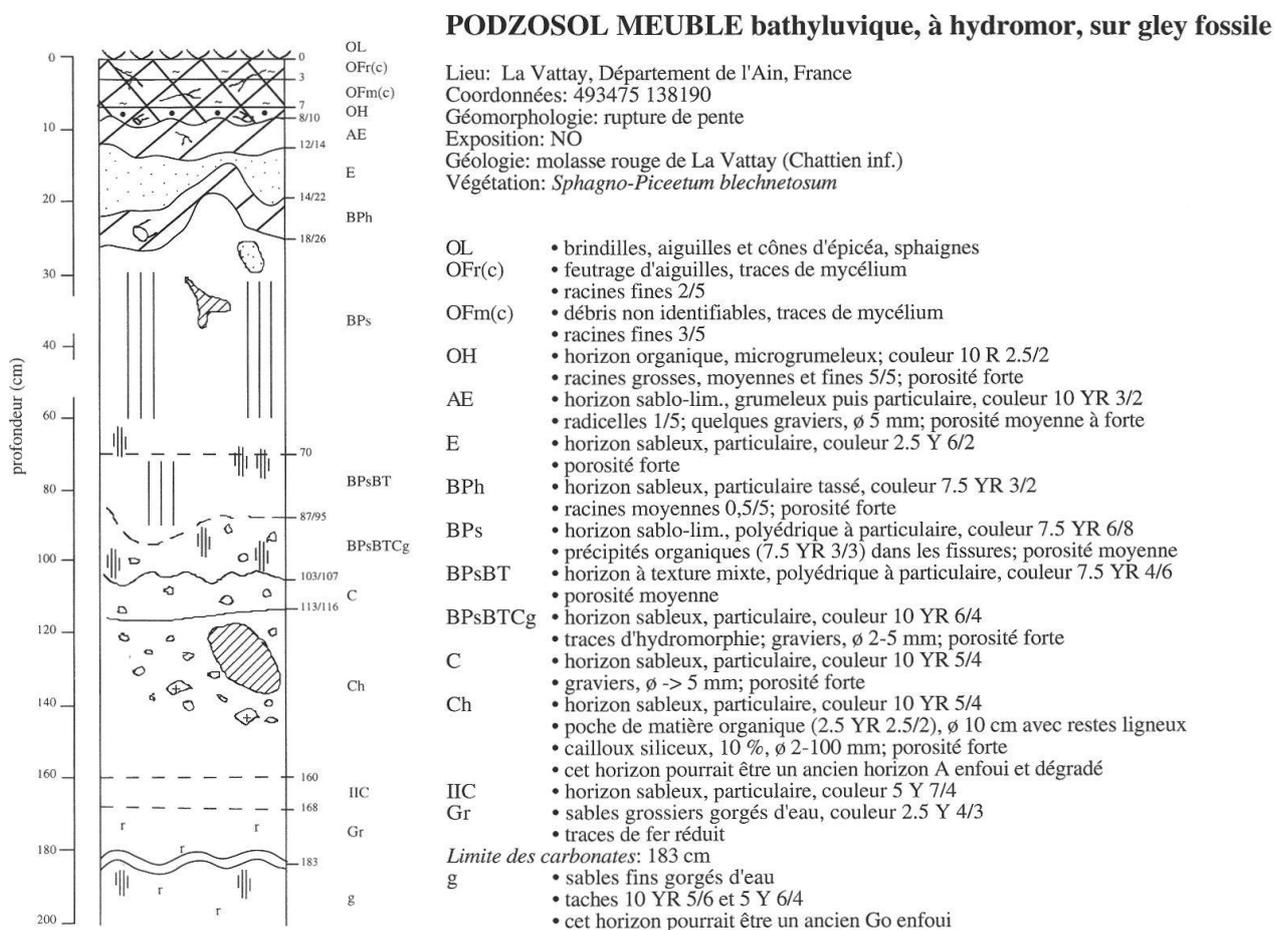 PODZOSOL MEUBLE bathyluvique, à hydromor, sur gley fossile
Lieu: La Vattay, Département de l'Ain, France
Coordonnées: 493475 138190
Géomorphologie: rupture de pente
Exposition: NO
Géologie: molasse rouge de La Vattay (Chattien inf.)
Végétation: Sphagno-Piceetum blechnetosum
profondeur (cm)
0
10
20
30
40
60
80
100
120
140
160
180
200
0
3
7
8/10
12/14
14/22
18/26
70
87/95
103/107
113/116
160
168
183
OL
OFr(c)
OFm(c)
OH
AE
E
BPh
BPs
BPsBT
BPsBTCg
C
Ch
IIC
Gr
g
r r
r
r
r
OL • brindilles, aiguilles et cônes d'épicéa, sphaignes
OFr(c) • feutrage d'aiguilles, traces de mycélium
• racines fines 2/5
OFm(c) • débris non identifiables, traces de mycélium
• racines fines 3/5
OH • horizon organique, microgrumeleux; couleur 10 R 2.5/2
• racines grosses, moyennes et fines 5/5; porosité forte
AE • horizon sablo-lim., grumeleux puis particulaire, couleur 10 YR 3/2
• radicelles 1/5; quelques graviers, ø 5 mm; porosité moyenne à forte
E • horizon sableux, particulaire, couleur 2.5 Y 6/2
• porosité forte
BPh • horizon sableux, particulaire tassé, couleur 7.5 YR 3/2
• racines moyennes 0,5/5; porosité forte
BPs • horizon sablo-lim., polyédrique à particulaire, couleur 7.5 YR 6/8
• précipités organiques (7.5 YR 3/3) dans les fissures; porosité moyenne
BPsBT • horizon à texture mixte, polyédrique à particulaire, couleur 7.5 YR 4/6
• porosité moyenne
BPsBTCg • horizon sableux, particulaire, couleur 10 YR 6/4
• traces d'hydromorphie; graviers, ø 2-5 mm; porosité forte
C • horizon sableux, particulaire, couleur 10 YR 5/4
• graviers, ø -> 5 mm; porosité forte
Ch • horizon sableux, particulaire, couleur 10 YR 5/4
• poche de matière organique (2.5 YR 2.5/2), ø 10 cm avec restes ligneux
• cailloux siliceux, 10 %, ø 2-100 mm; porosité forte
• cet horizon pourrait être un ancien horizon A enfoui et dégradé
IIC • horizon sableux, particulaire, couleur 5 Y 7/4
Gr • sables grossiers gorgés d'eau, couleur 2.5 Y 4/3
• traces de fer réduit
Limite des carbonates: 183 cm
g • sables fins gorgés d'eau
• taches 10 YR 5/6 et 5 Y 6/4
• cet horizon pourrait être un ancien Go enfoui